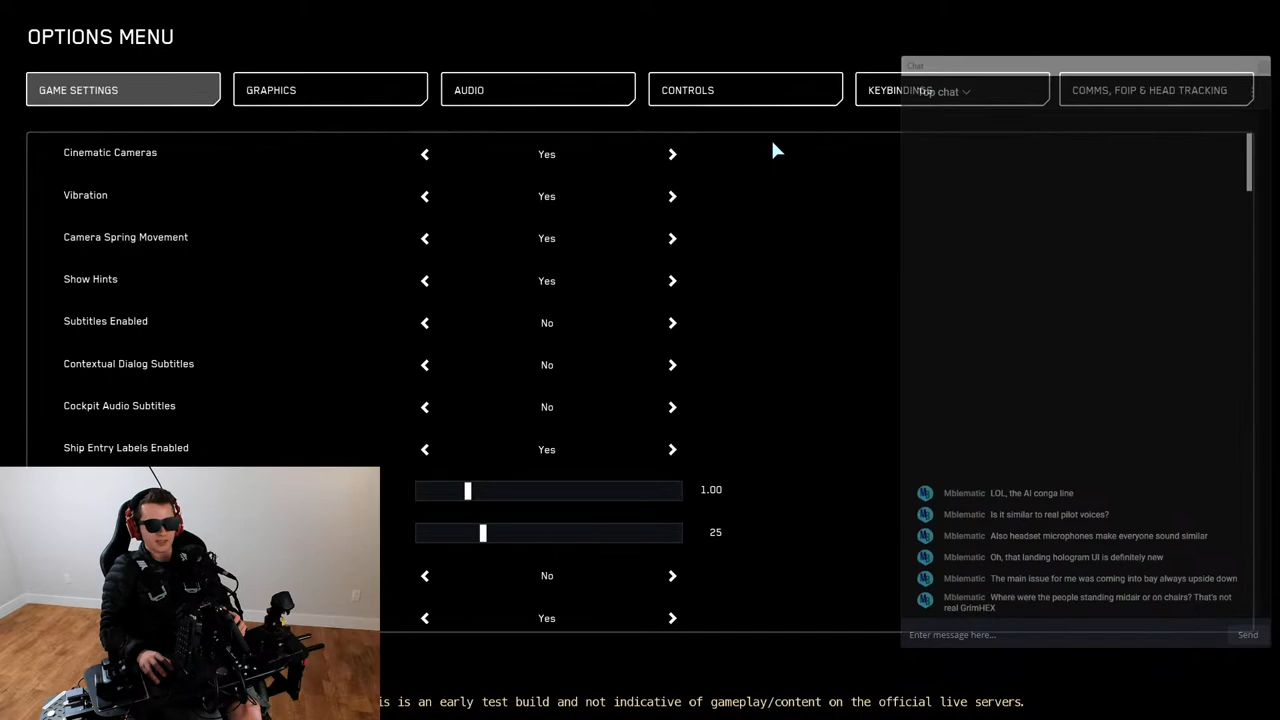 OPTIONS MENU
GAME SETTINGS
GRAPHICS
AUDIO
CONTROLS
KEYBINDINGS
COMMS, FOIP & HEAD TRACKING
Chat
Top chat
Cinematic Cameras Yes
Vibration Yes
Camera Spring Movement Yes
Show Hints Yes
Subtitles Enabled No
Contextual Dialog Subtitles No
Cockpit Audio Subtitles No
Ship Entry Labels Enabled Yes
1.00
25
No
Yes
Mblematic LOL, the AI conga line
Mblematic Is it similar to real pilot voices?
Mblematic Also headset microphones make everyone sound similar
Mblematic Oh, that landing hologram UI is definitely new
Mblematic The main issue for me was coming into bay always upside down
Mblematic Where were the people standing midair or on chairs? That's not
real GrimHEX
Enter message here...
Send
is is an early test build and not indicative of gameplay/content on the official live servers.